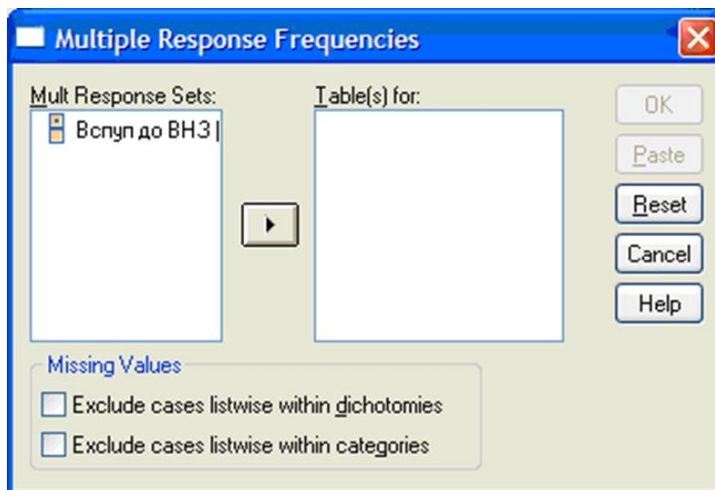 Multiple Response Frequencies
Mult Response Sets:
Вспуп до ВНЗ |
Table(s) for:
OK
Paste
Reset
Cancel
Help
Missing Values
Exclude cases listwise within dichotomies
Exclude cases listwise within categories